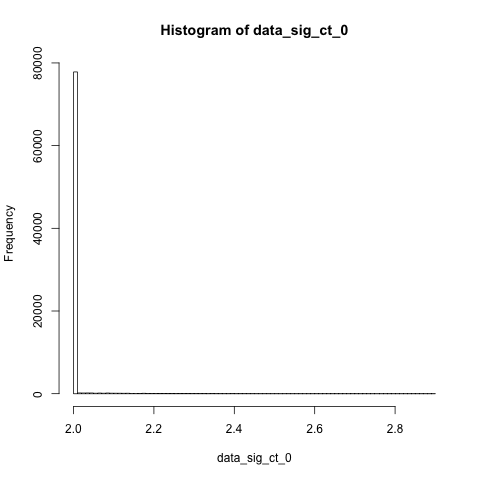 Histogram of data_sig_ct_0
Frequency
80000
60000
40000
20000
0
2.0 2.2 2.4 2.6 2.8
data_sig_ct_0